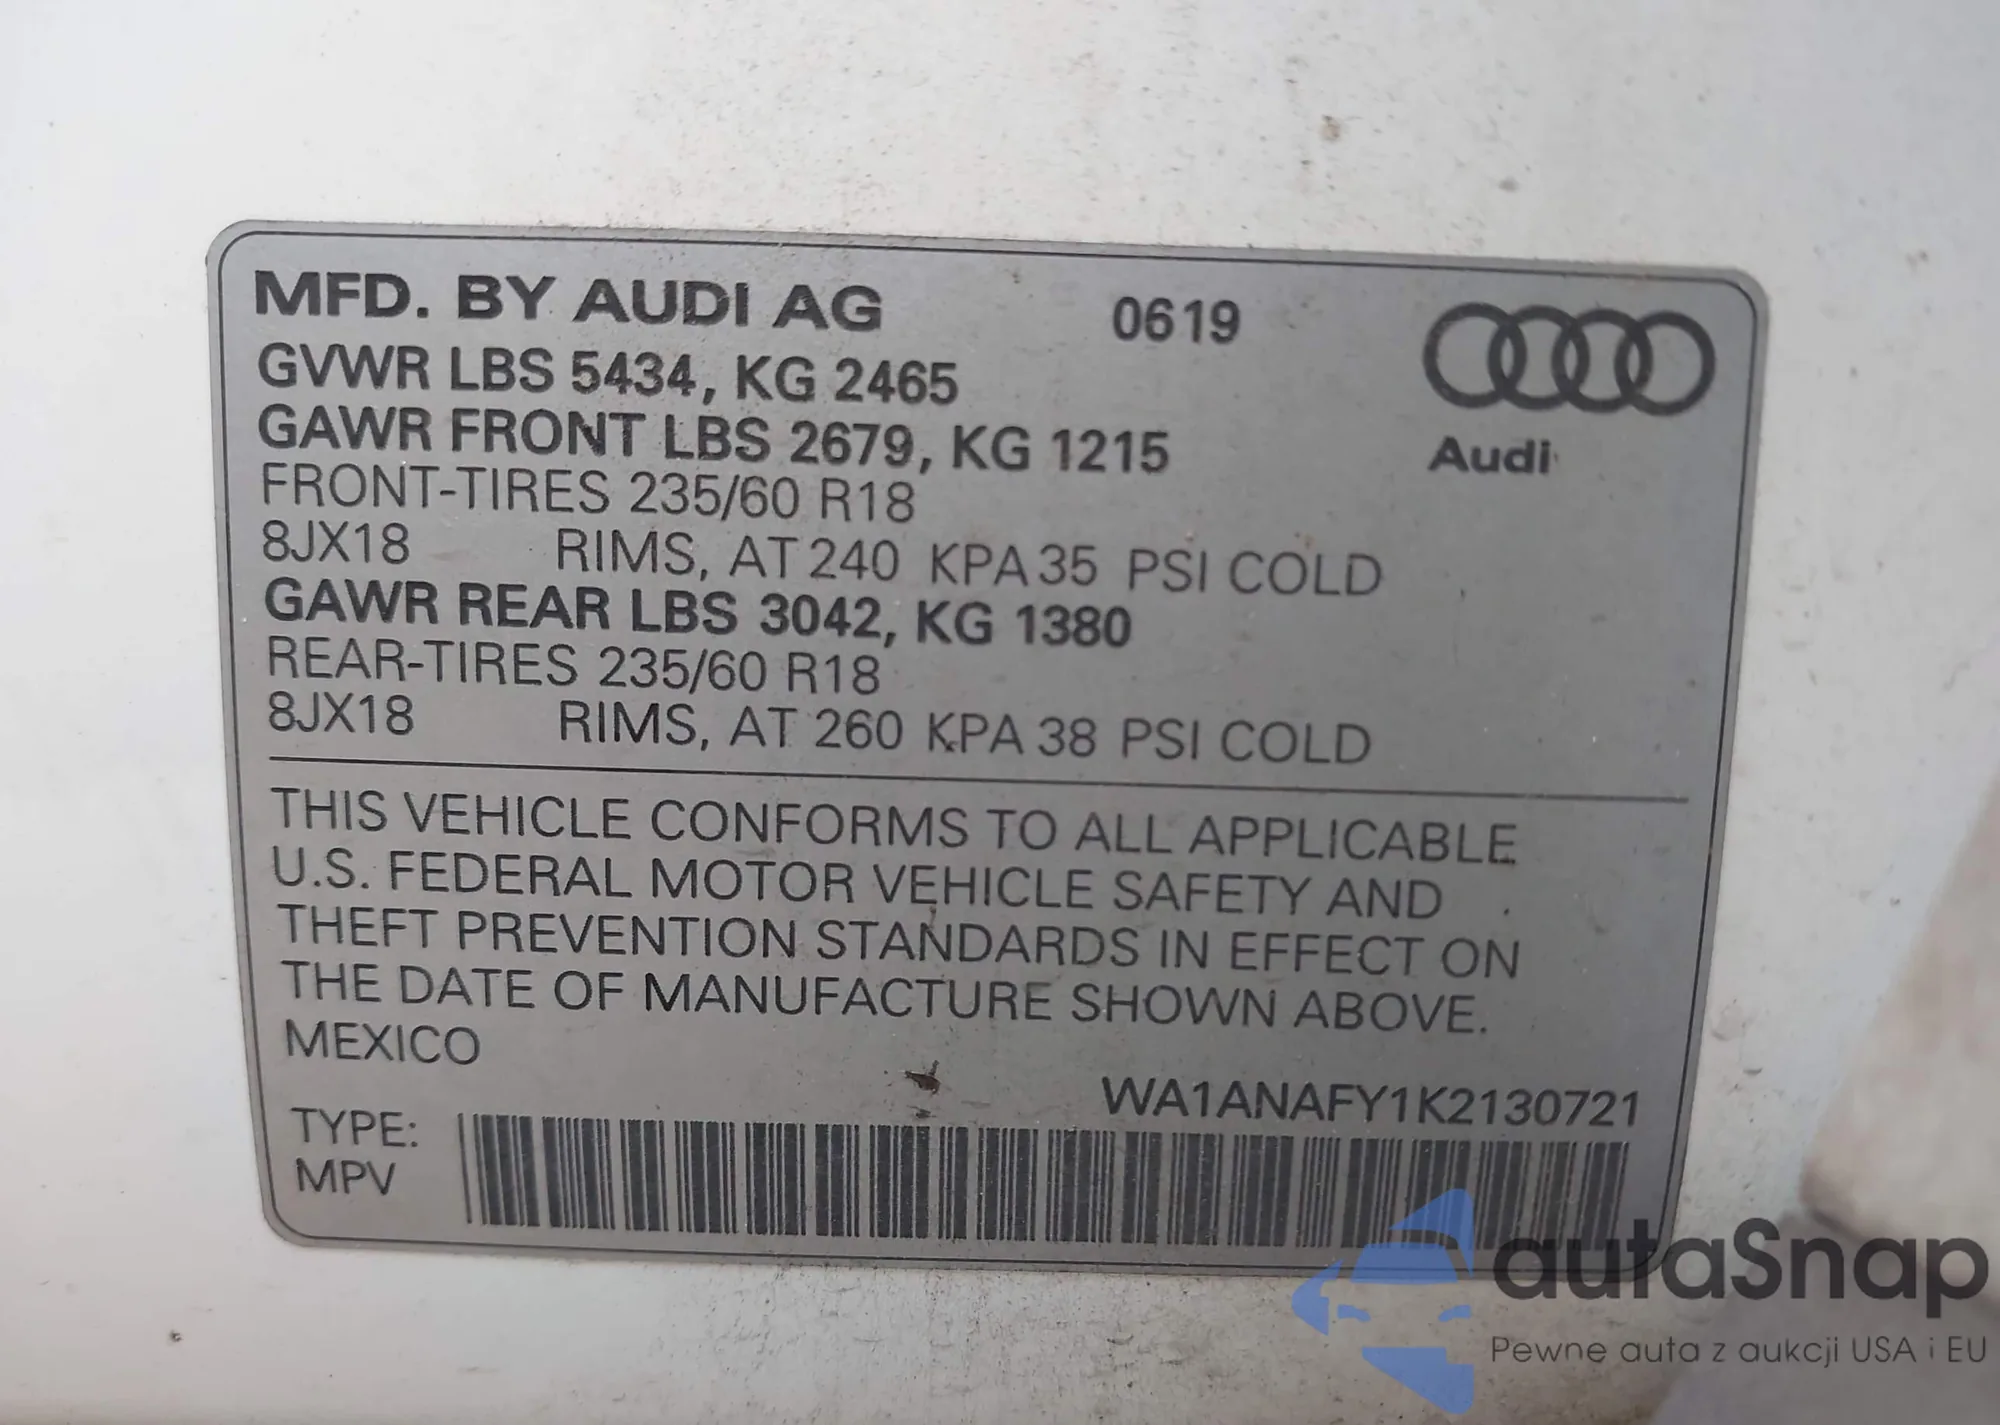 MFD. BY AUDI AG 0619
GVWR LBS 5434, KG 2465
GAWR FRONT LBS 2679, KG 1215
Audi
FRONT-TIRES 235/60 R18
8JX18 RIMS, AT 240 KPA 35 PSI COLD
GAWR REAR LBS 3042, KG 1380
REAR-TIRES 235/60 R18
8JX18 RIMS, AT 260 KPA 38 PSI COLD
THIS VEHICLE CONFORMS TO ALL APPLICABLE
U.S. FEDERAL MOTOR VEHICLE SAFETY AND
THEFT PREVENTION STANDARDS IN EFFECT ON
THE DATE OF MANUFACTURE SHOWN ABOVE.
MEXICO
WA1ANAFY1K2130721
TYPE:
MPV
autaSnap
Pewne auta z aukcji USA i EU